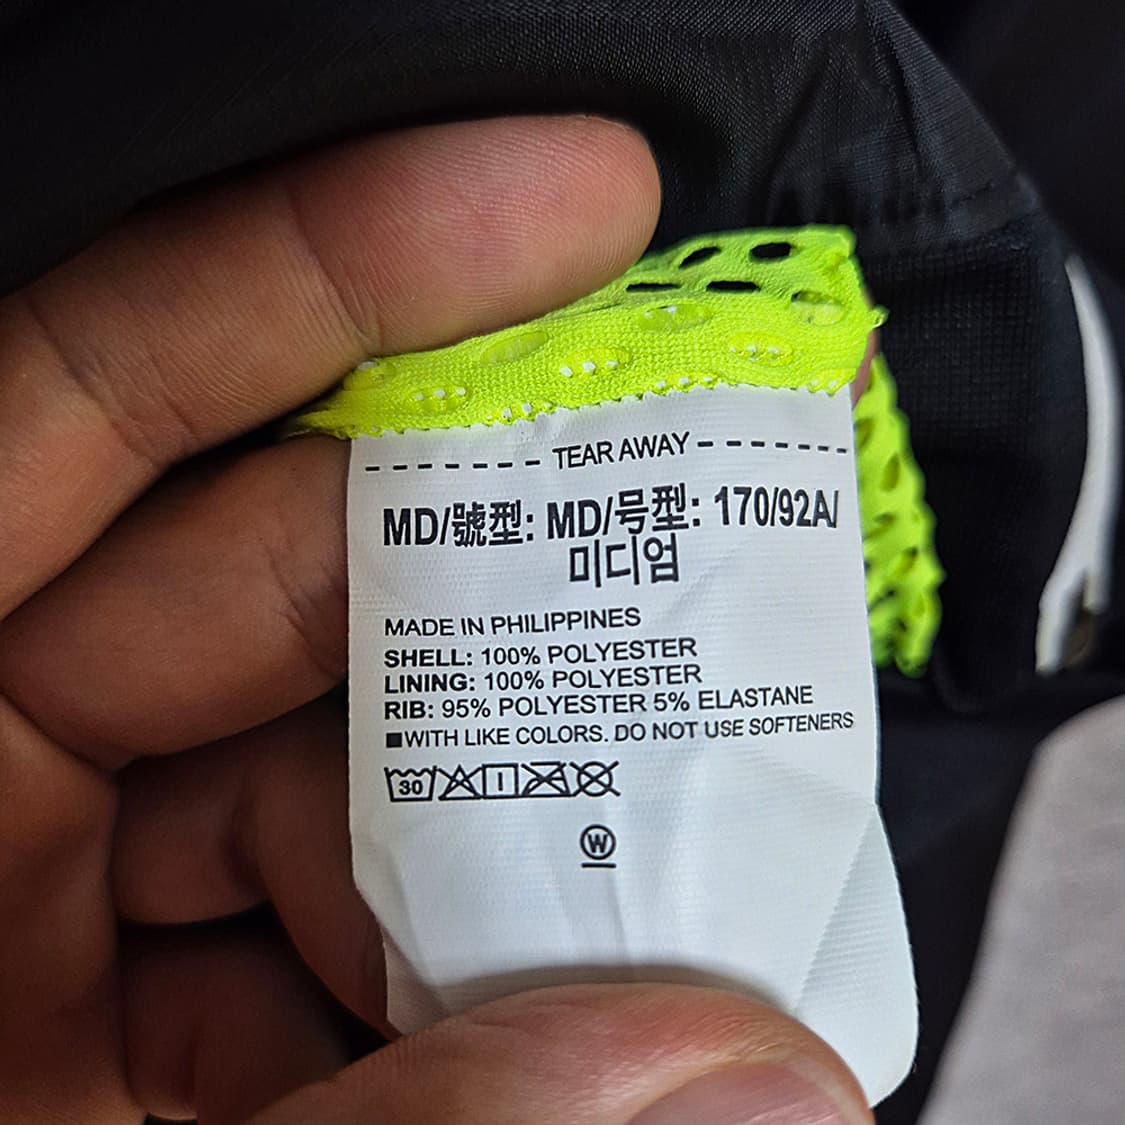 TEAR AWAY
MD/號型: MD/号型: 170/92A/
미디엄
MADE IN PHILIPPINES
SHELL: 100% POLYESTER
LINING: 100% POLYESTER
RIB: 95% POLYESTER 5% ELASTANE
■WITH LIKE COLORS. DO NOT USE SOFTENERS
30
W